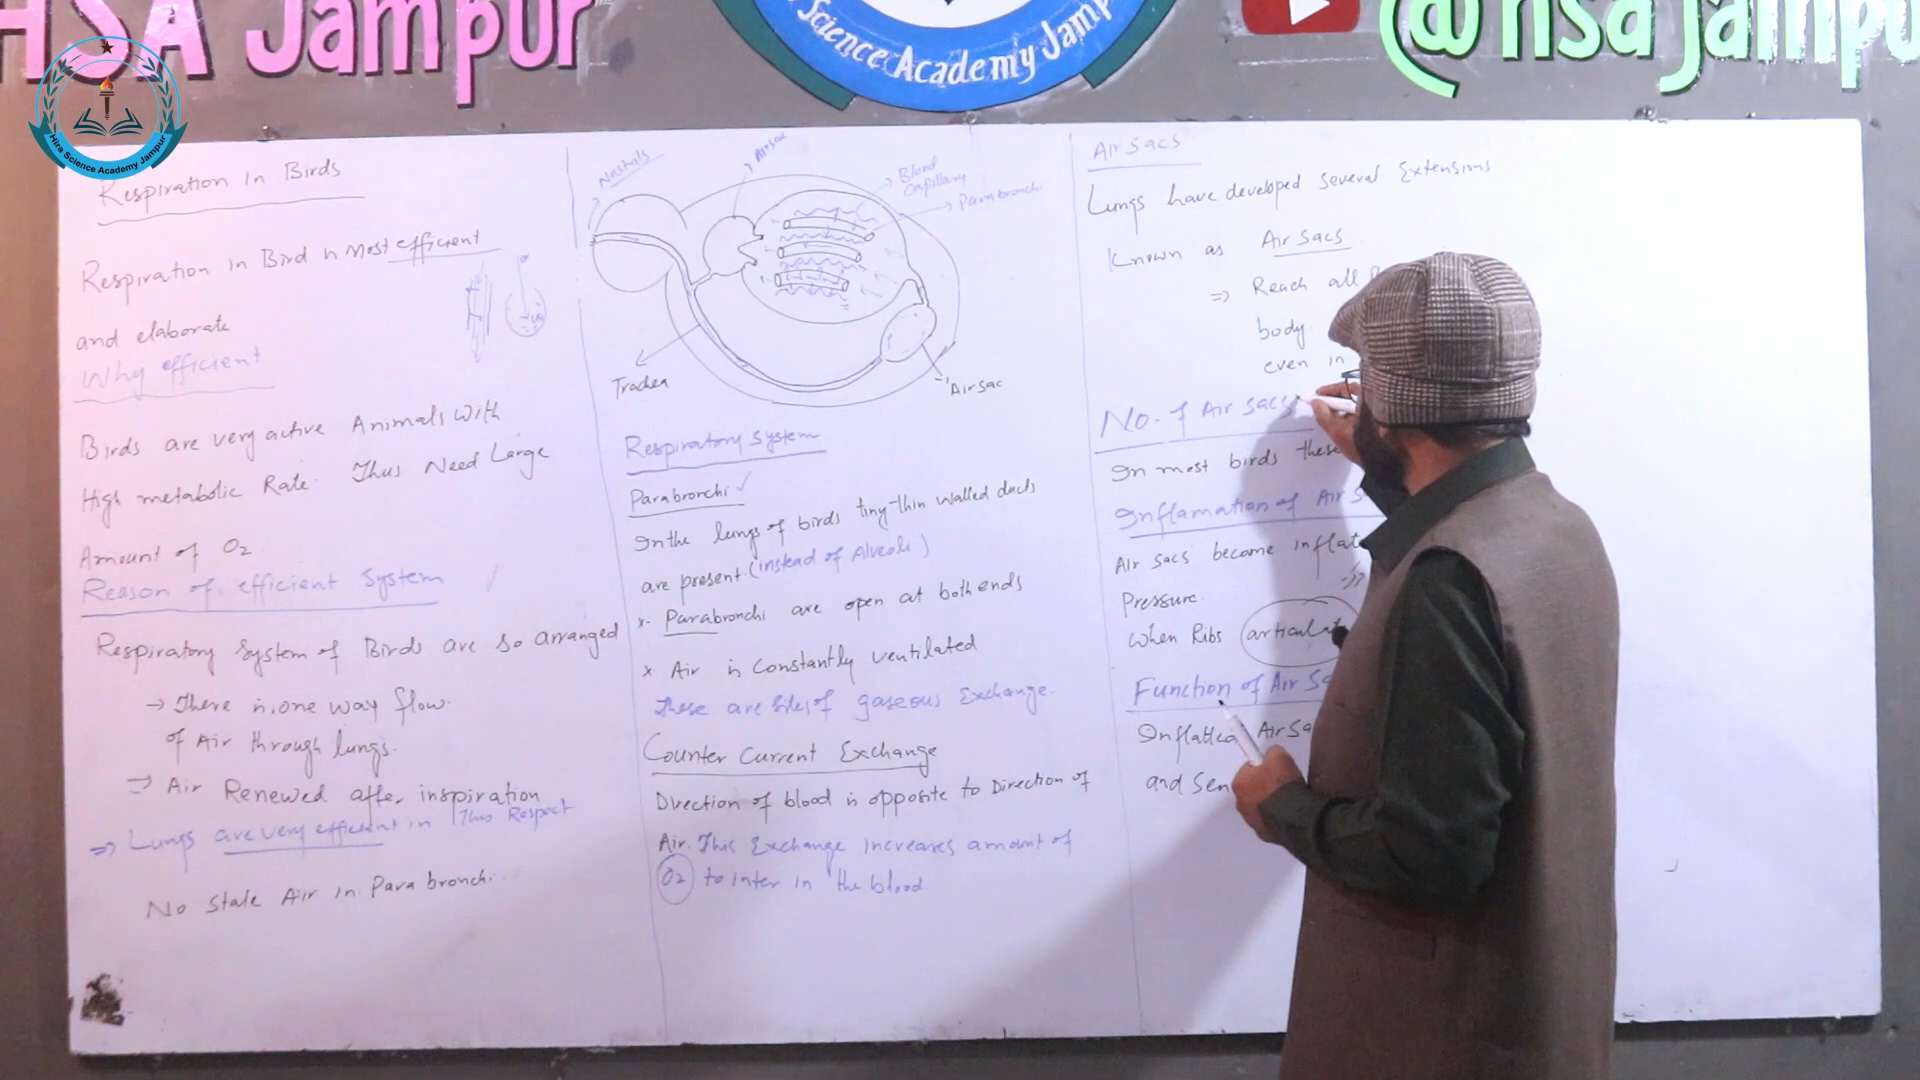 HSA Jampur
Science Academy Jamp
@hsa jampu
Hira Science Academy Jampur
Respiration in Birds
Respiration in Bird is Most efficient
and elaborate
Why efficient
Birds are very active Animals with
High metabolic Rate. Thus Need Large
Amount of O2
Reason of efficient System
Respiratory System of Birds are so arranged
→ There is one way flow.
of Air through lungs.
⇒ Air Renewed after inspiration
⇒ Lungs are very efficient in This Respect
No Stale Air in Parabronchi
Nostrils
Airsac
Blood
Capillary
Parabronchi
Trachea
Airsac
Respiratory System
Parabronchi ✓
In the lungs of birds tiny-thin walled ducts
are present (instead of Alveoli)
x. Parabronchi are open at both ends
x Air is Constantly ventilated
These are Sites of gaseous Exchange.
Counter Current Exchange
Direction of blood is opposite to Direction of
Air. This Exchange increases amount of
O2 to inter in the blood.
Air Sacs
Lungs have developed several Extensions
Known as Air Sacs
⇒ Reach all
body
even in
No. of Air Sacs
In most birds these
Inflamation of Air S
Air Sacs become inflat
Pressure.
When Ribs articulat
Function of Air Sa
Air Sa
and Sen